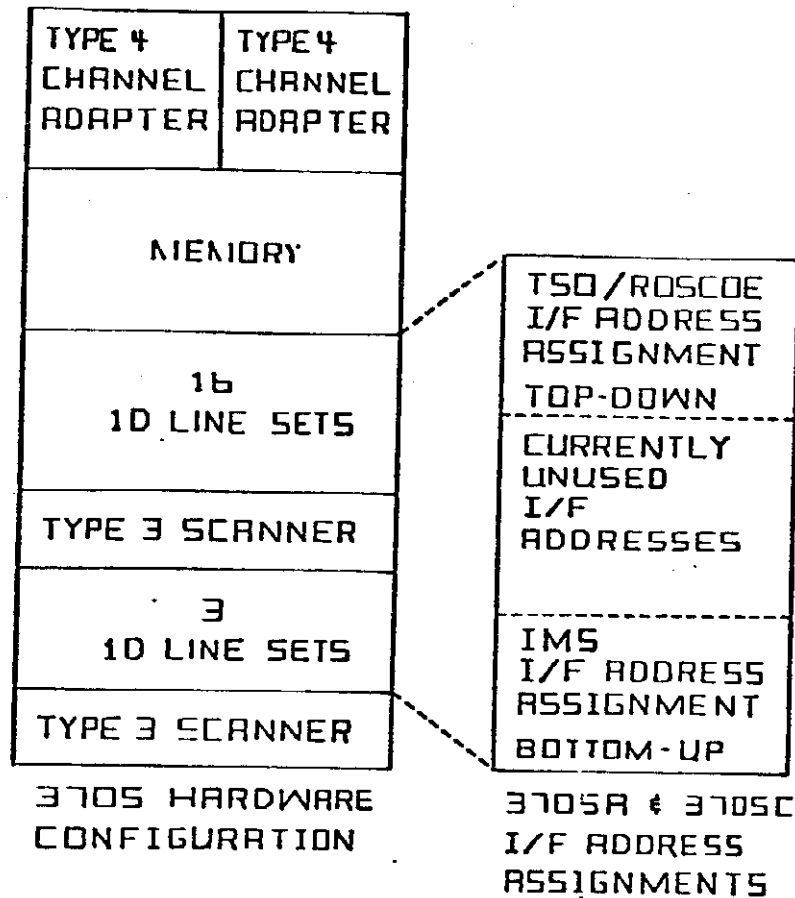 TYPE 4
CHANNEL
ADAPTER
TYPE 4
CHANNEL
ADAPTER
MEMORY
16
1D LINE SETS
TYPE 3 SCANNER
3
1D LINE SETS
TYPE 3 SCANNER
3705 HARDWARE
CONFIGURATION
TSO/ROSCOE
I/F ADDRESS
ASSIGNMENT
TOP-DOWN
CURRENTLY
UNUSED
I/F
ADDRESSES
IMS
I/F ADDRESS
ASSIGNMENT
BOTTOM-UP
3705A & 3705C
I/F ADDRESS
ASSIGNMENTS